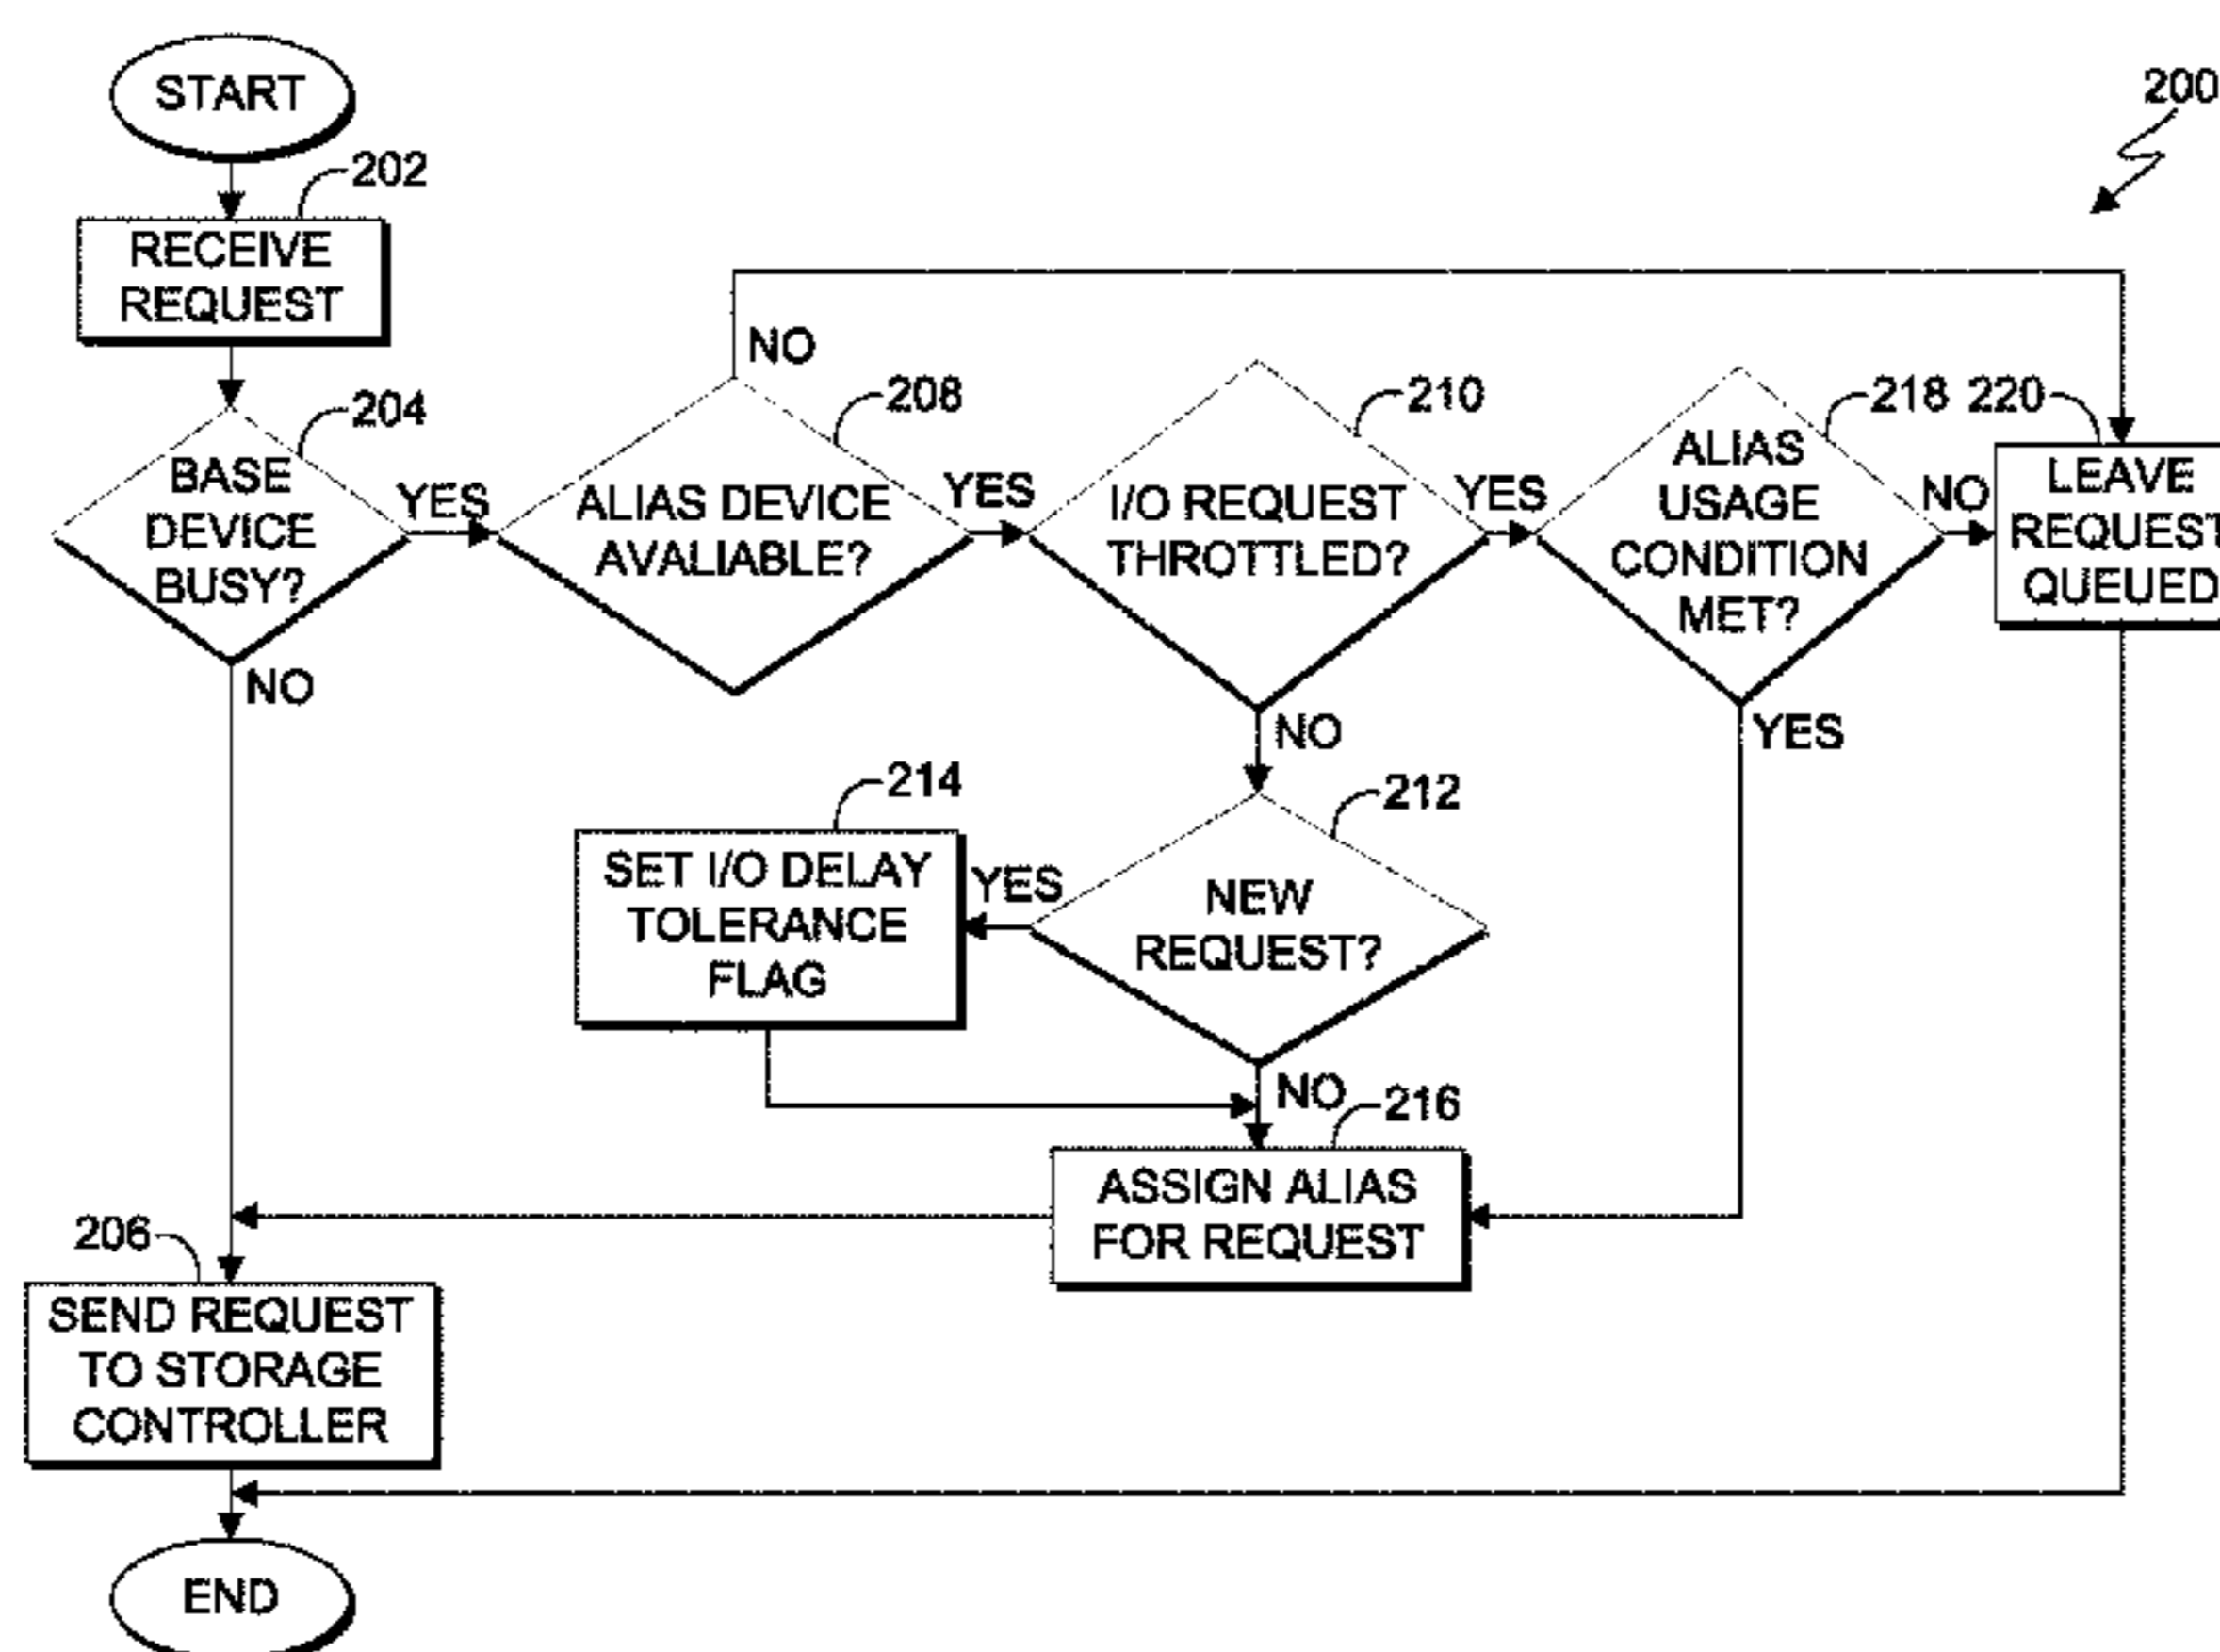 START
200
202
RECEIVE
REQUEST
NO
204
208
210
218
220
BASE
DEVICE
BUSY?
YES
ALIAS DEVICE
AVALIABLE?
YES
I/O REQUEST
THROTTLED?
YES
ALIAS
USAGE
CONDITION
MET?
NO
LEAVE
REQUEST
QUEUED
NO
NO
YES
214
212
SET I/O DELAY
TOLERANCE
FLAG
YES
NEW
REQUEST?
NO
216
ASSIGN ALIAS
FOR REQUEST
206
SEND REQUEST
TO STORAGE
CONTROLLER
END